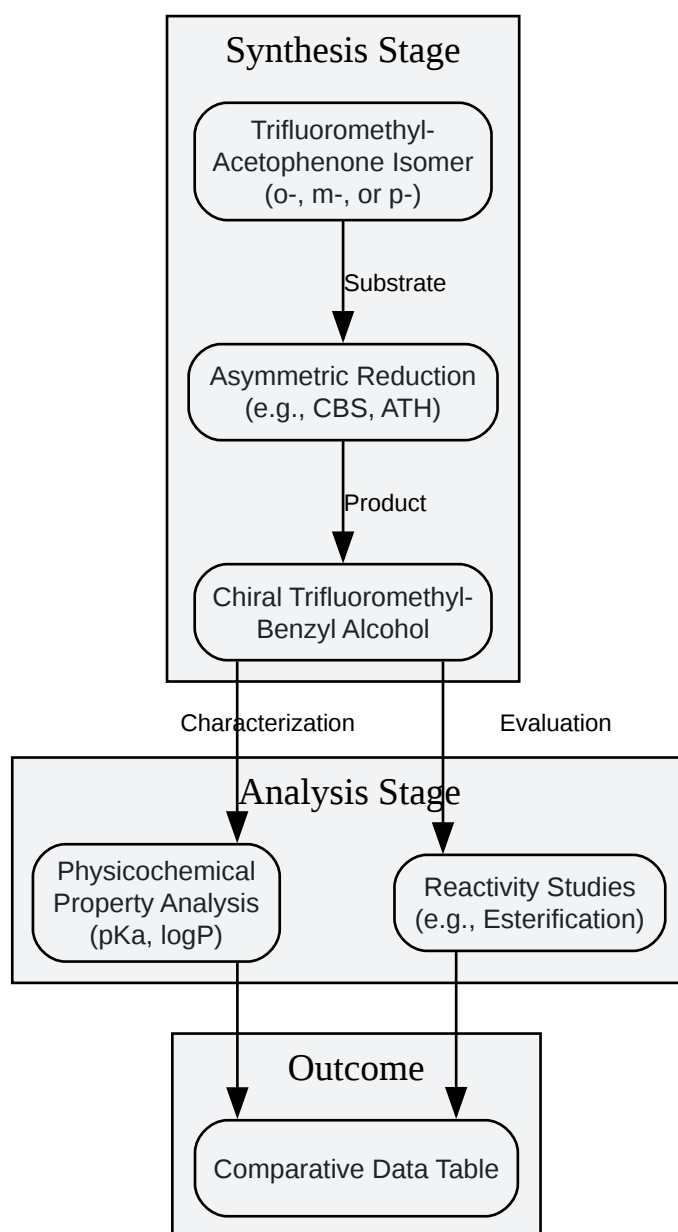 Synthesis Stage
Trifluoromethyl-
Acetophenone Isomer
(o-, m-, or p-)
Substrate
Asymmetric Reduction
(e.g., CBS, ATH)
Product
Chiral Trifluoromethyl-
Benzyl Alcohol
Characterization
Evaluation
Analysis Stage
Physicochemical
Property Analysis
(pKa, logP)
Reactivity Studies
(e.g., Esterification)
Outcome
Comparative Data Table